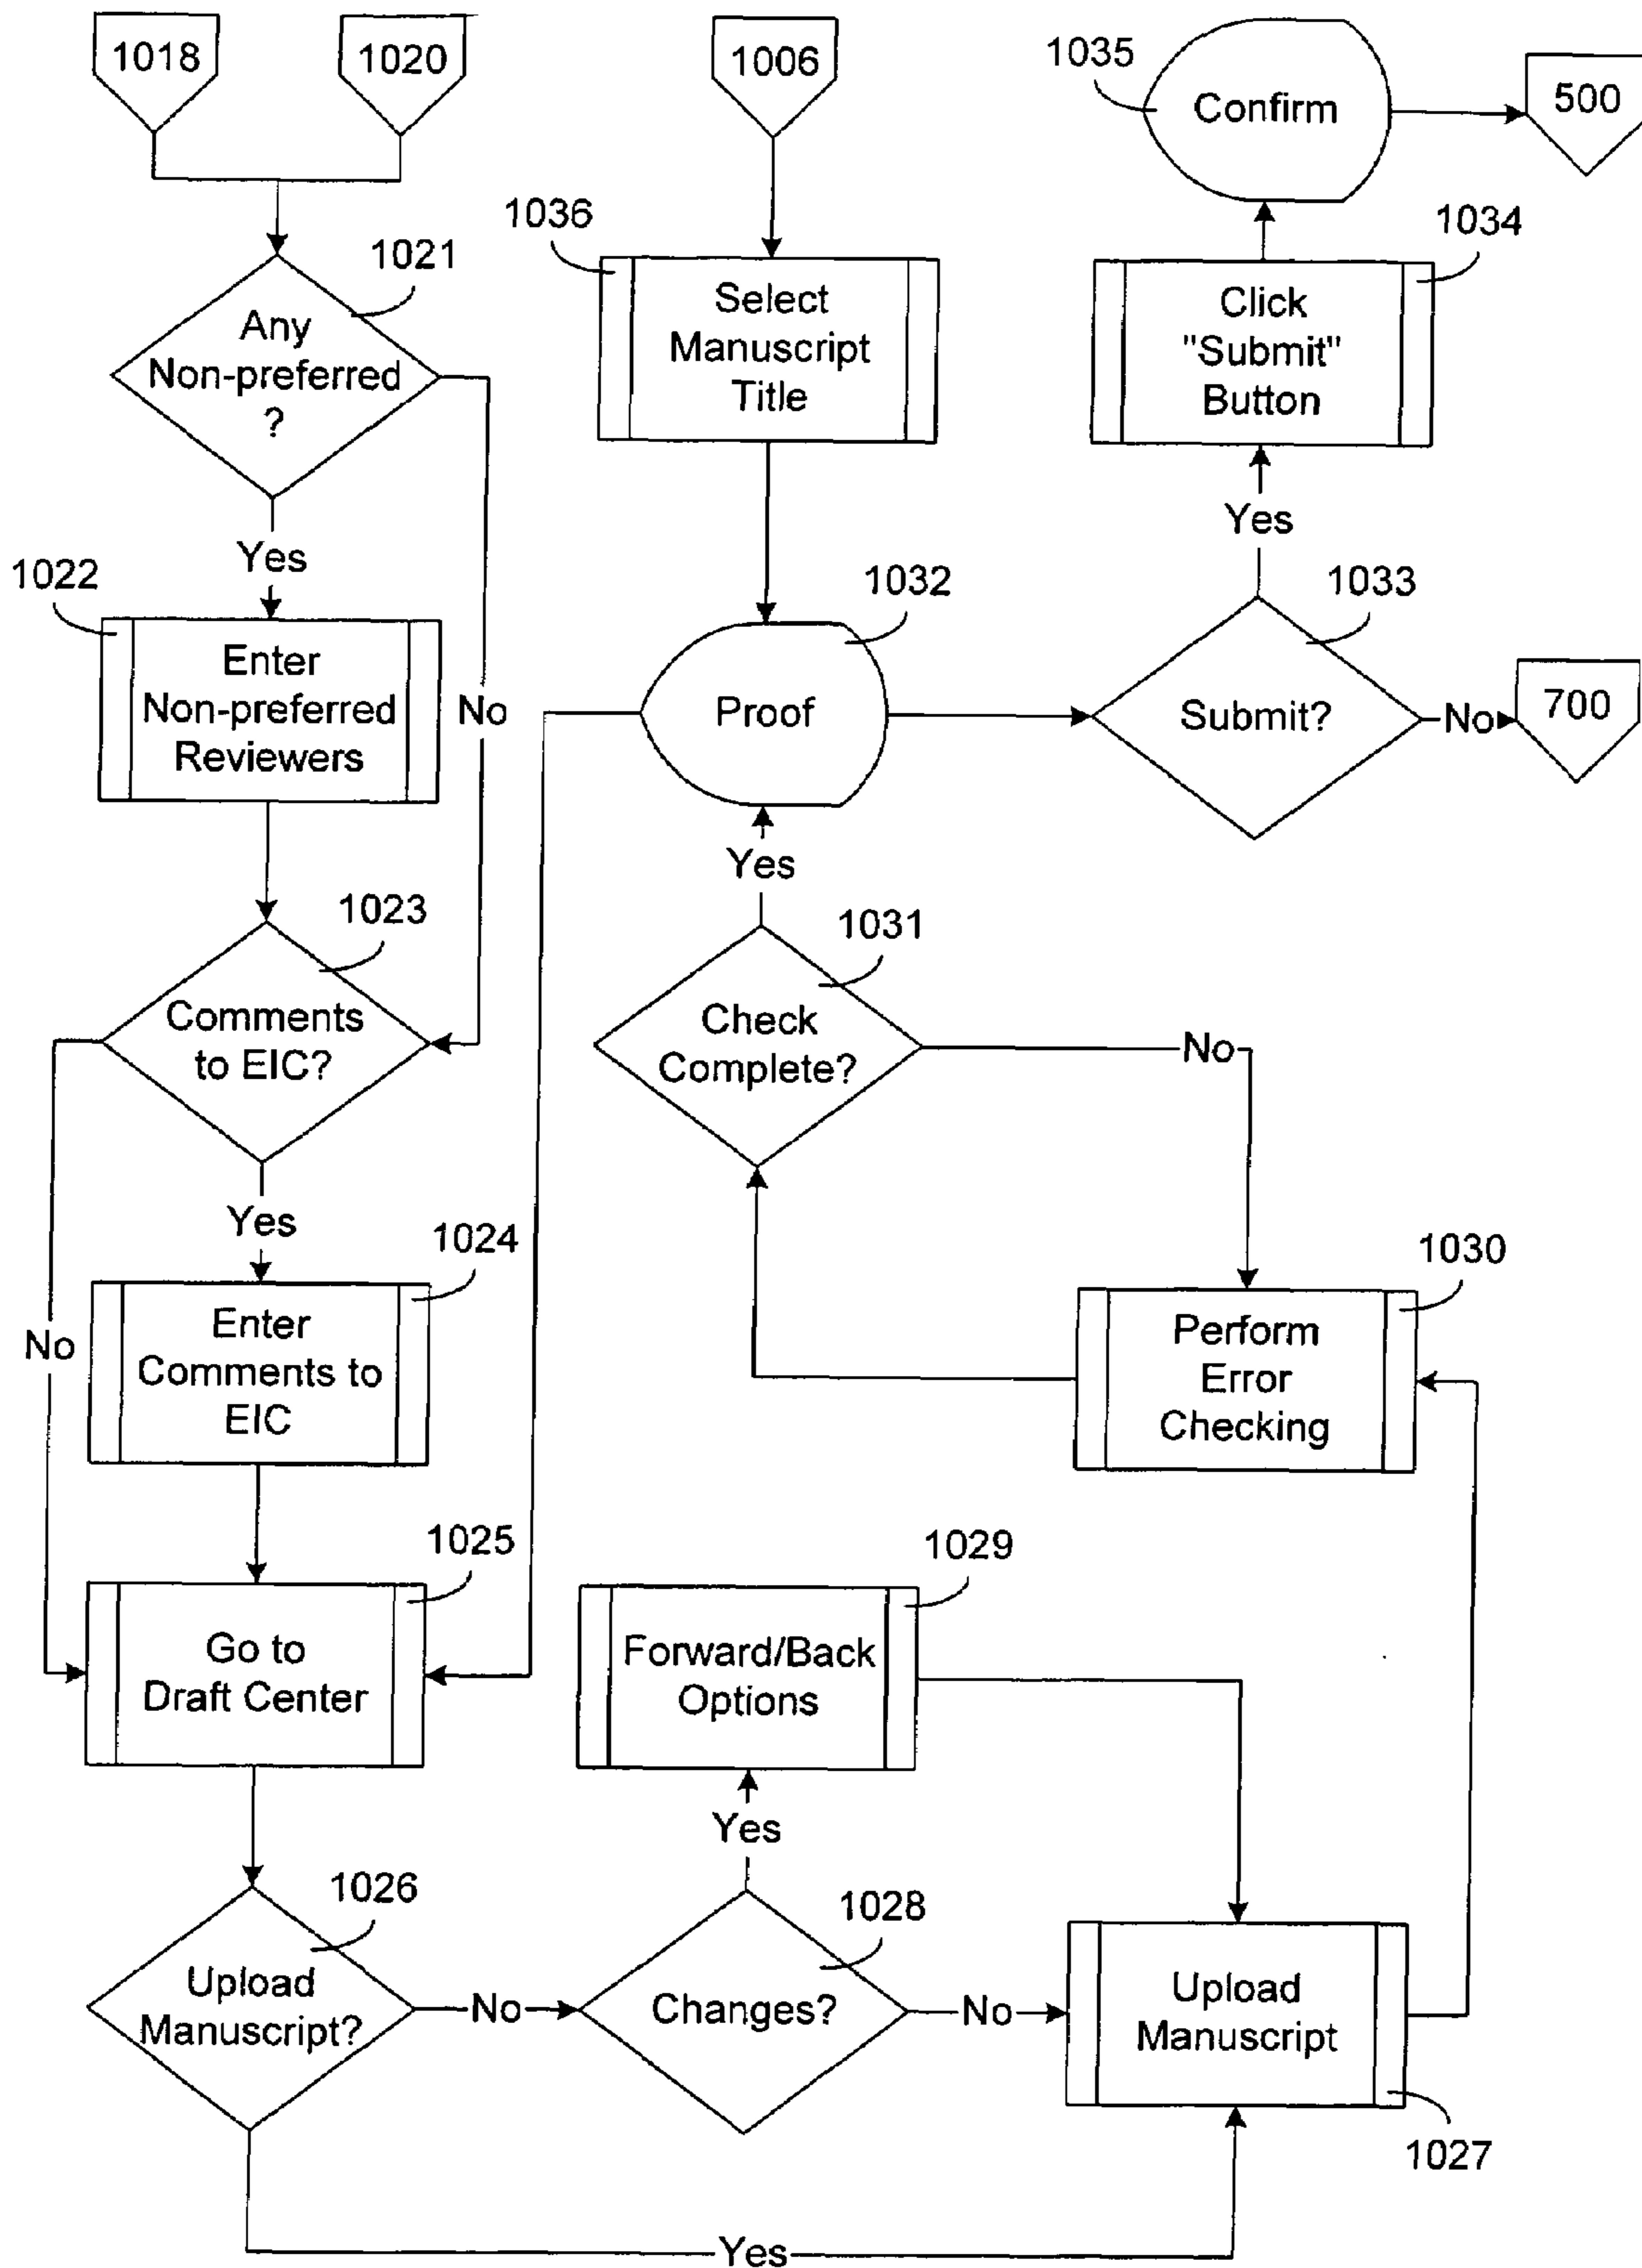 1018
1020
1006
1035
Confirm
500
1021
Any
Non-preferred
?
1036
Select
Manuscript
Title
1034
Click
"Submit"
Button
Yes
Yes
No
1022
Enter
Non-preferred
Reviewers
1032
Proof
1033
Submit?
No
700
Yes
1023
Comments
to EIC?
1031
Check
Complete?
No
Yes
No
1024
Enter
Comments to
EIC
1030
Perform
Error
Checking
1025
Go to
Draft Center
1029
Forward/Back
Options
Yes
1026
Upload
Manuscript?
No
1028
Changes?
No
Upload
Manuscript
1027
Yes